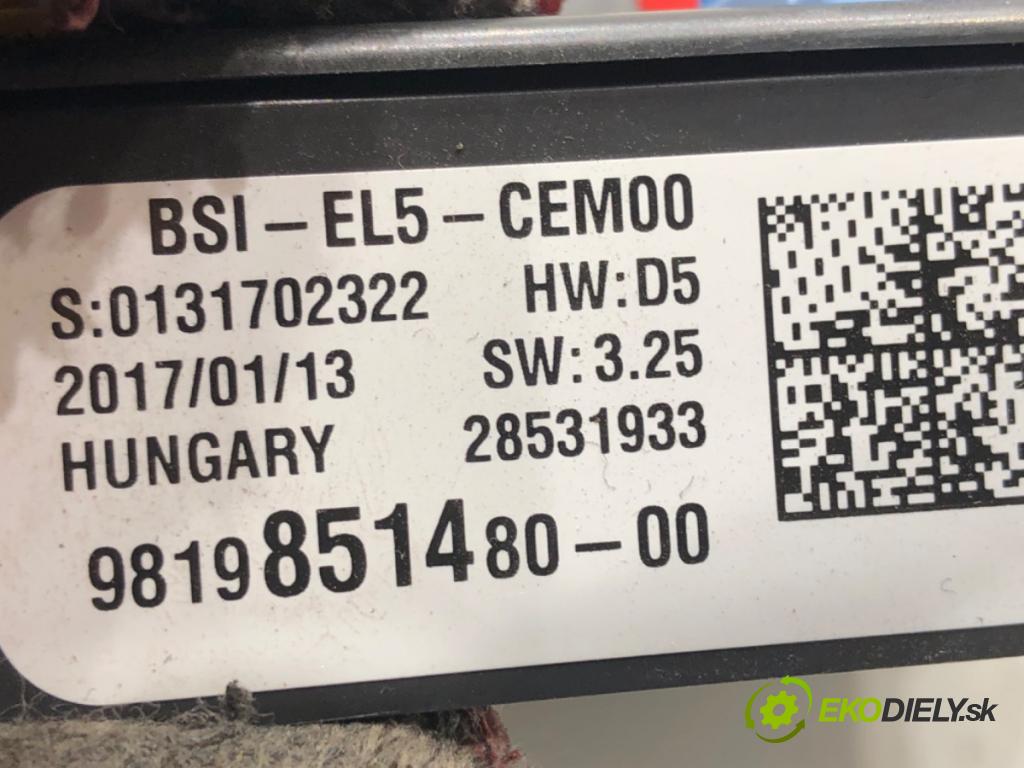 BSI-EL5-CEM00
S:0131702322 HW:D5
2017/01/13 SW:3.25
HUNGARY 28531933
9819851480-00
EKODIELY.sk